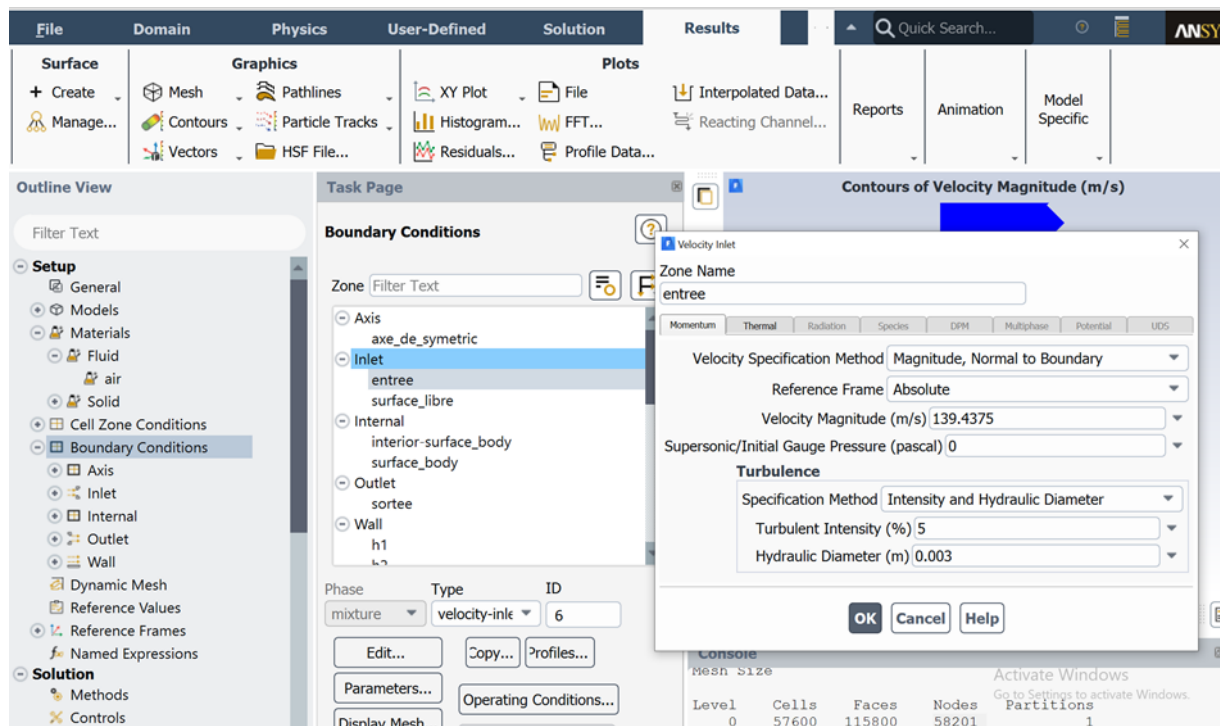 File Domain Physics User-Defined Solution Results Quick Search... ANSY
Surface Graphics Plots
+ Create Mesh Pathlines XY Plot File Interpolated Data...
Manage... Contours Particle Tracks Histogram... FFT... Reacting Channel...
Vectors HSF File... Residuals... Profile Data...
Reports
Animation
Model
Specific
Outline View
Filter Text
Setup
General
Models
Materials
Fluid
air
Solid
Cell Zone Conditions
Boundary Conditions
Axis
Inlet
Internal
Outlet
Wall
Dynamic Mesh
Reference Values
Reference Frames
Named Expressions
Solution
Methods
Controls
Task Page
Boundary Conditions
Zone Filter Text
Axis
axe_de_symetric
Inlet
entree
surface_libre
Internal
interior-surface_body
surface_body
Outlet
sortee
Wall
h1
h2
Phase Type ID
mixture velocity-inle 6
Edit... Copy... Profiles...
Parameters... Operating Conditions...
Display Mesh...
Contours of Velocity Magnitude (m/s)
Velocity Inlet
Zone Name
entree
Momentum Thermal Radiation Species DPM Multiphase Potential UDS
Velocity Specification Method Magnitude, Normal to Boundary
Reference Frame Absolute
Velocity Magnitude (m/s) 139.4375
Supersonic/Initial Gauge Pressure (pascal) 0
Turbulence
Specification Method Intensity and Hydraulic Diameter
Turbulent Intensity (%) 5
Hydraulic Diameter (m) 0.003
OK Cancel Help
Console
Mesh Size
Level Cells Faces Nodes Partitions
0 57600 115800 58201 1
Activate Windows
Go to Settings to activate Windows.